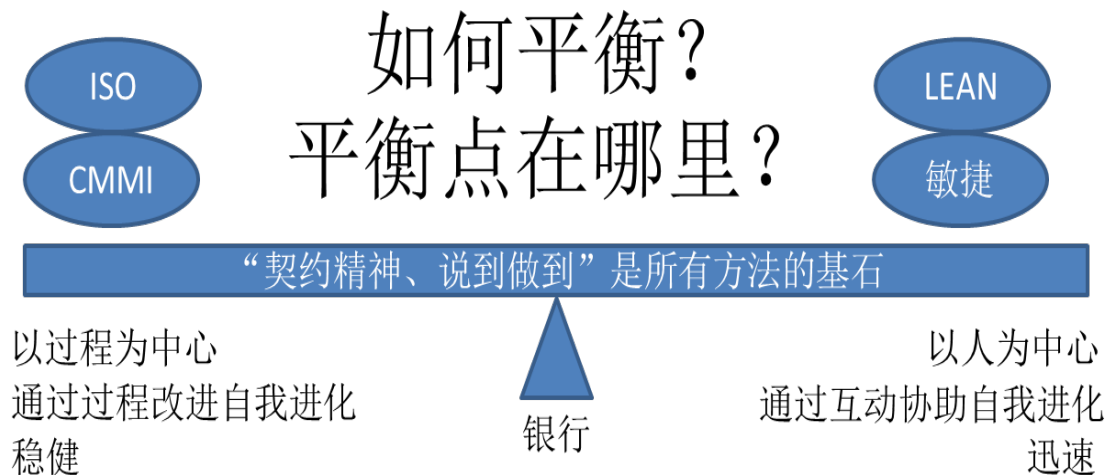 如何平衡？
平衡点在哪里？
ISO
CMMI
LEAN
敏捷
“契约精神、说到做到”是所有方法的基石
以过程为中心
通过过程改进自我进化
稳健
银行
以人为中心
通过互动协助自我进化
迅速